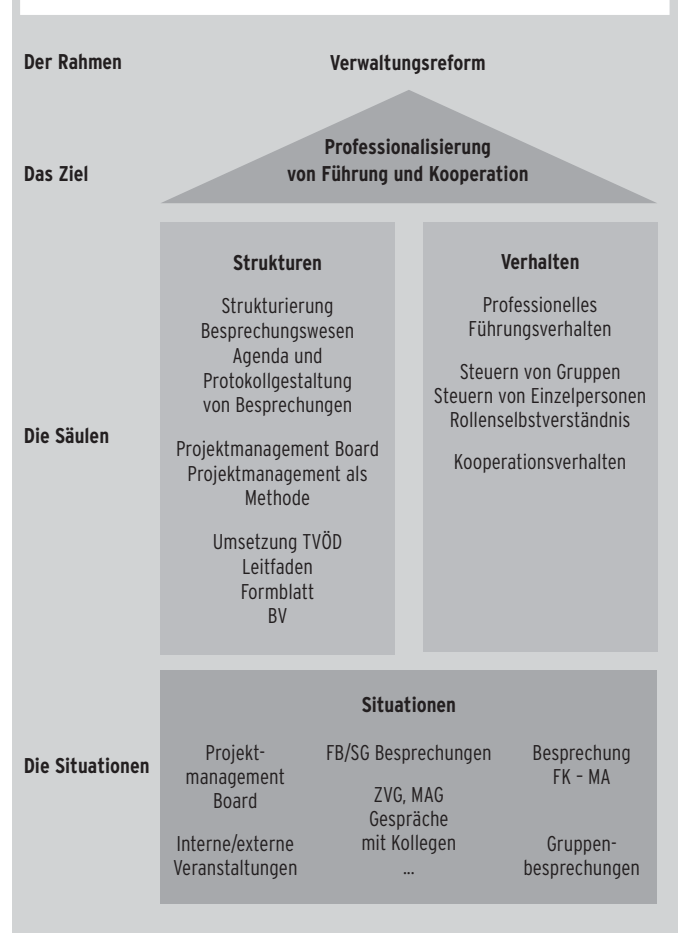 Der Rahmen
Verwaltungsreform
Das Ziel
Professionalisierung
von Führung und Kooperation
Die Säulen
Strukturen
Strukturierung
Besprechungswesen
Agenda und
Protokollgestaltung
von Besprechungen
Projektmanagement Board
Projektmanagement als
Methode
Umsetzung TVÖD
Leitfaden
Formblatt
BV
Verhalten
Professionelles
Führungsverhalten
Steuern von Gruppen
Steuern von Einzelpersonen
Rollenselbstverständnis
Kooperationsverhalten
Die Situationen
Situationen
Projekt-
management
Board
Interne/externe
Veranstaltungen
FB/SG Besprechungen
ZVG, MAG
Gespräche
mit Kollegen
...
Besprechung
FK – MA
Gruppen-
besprechungen